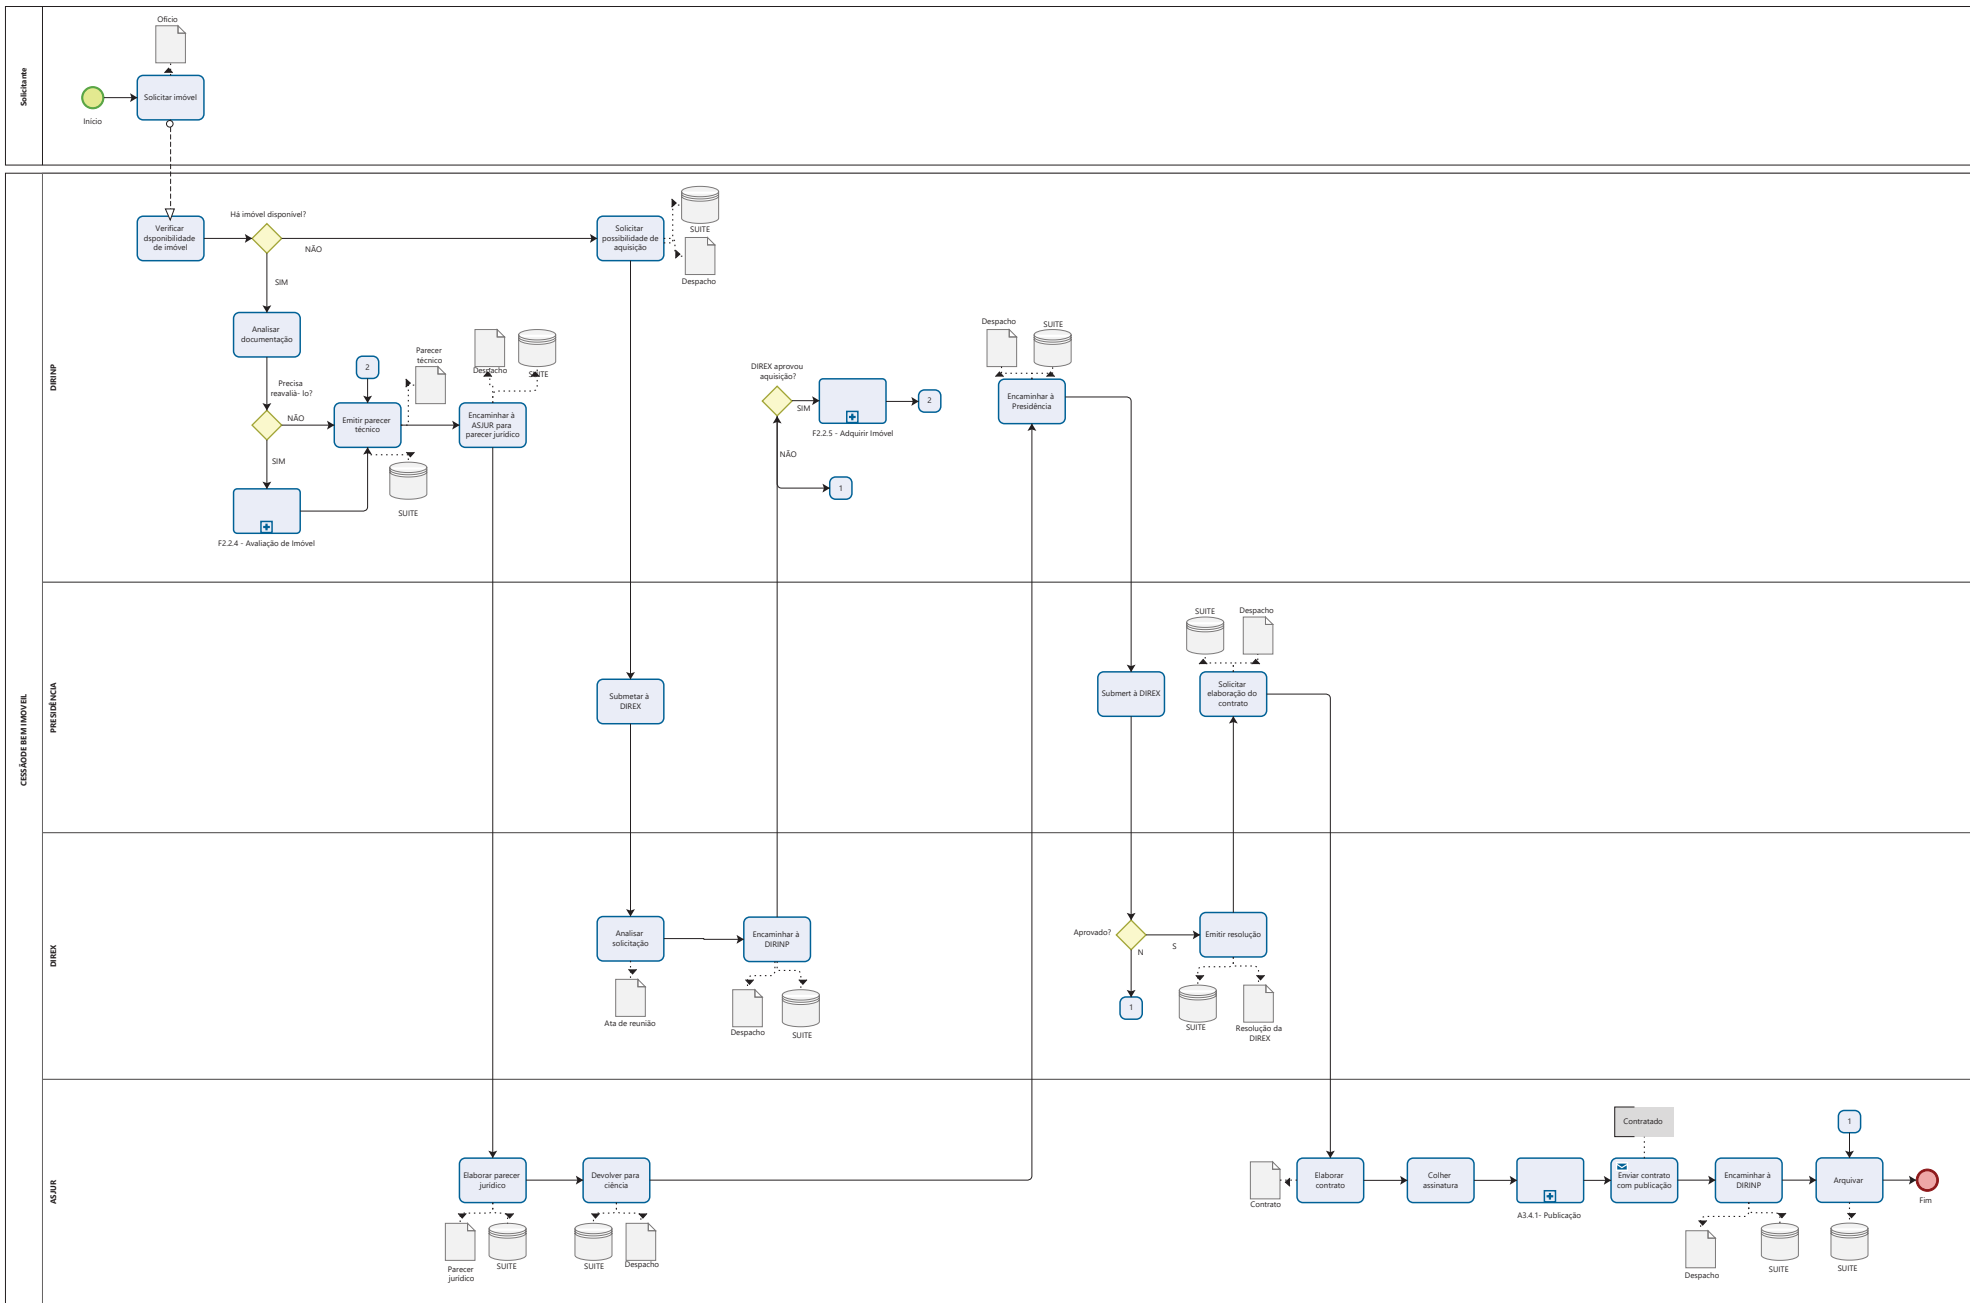 Solicitante
Ofício
Solicitar imóvel
Início
CESSÃODE BEM IMOVEIL
DIRINP
Verificar
dsponibilidade
de imóvel
Há imóvel disponível?
NÃO
SIM
Solicitar
possibilidade de
aquisição
SUITE
Despacho
Analisar
documentação
Precisa
reavaliá- lo?
NÃO
SIM
2
Parecer
técnico
Emitir parecer
técnico
SUITE
Despacho
SUITE
Encaminhar à
ASJUR para
parecer jurídico
F2.2.4 - Avaliação de Imóvel
DIREX aprovou
aquisição?
SIM
NÃO
F2.2.5 - Adquirir Imóvel
2
1
Despacho
SUITE
Encaminhar à
Presidência
PRESIDÊNCIA
Submetar à
DIREX
Submert à DIREX
SUITE
Despacho
Solicitar
elaboração do
contrato
DIREX
Analisar
solicitação
Ata de reunião
Encaminhar à
DIRINP
Despacho
SUITE
Aprovado?
S
N
1
Emitir resolução
SUITE
Resolução da
DIREX
ASJUR
Elaborar parecer
jurídico
Parecer
jurídico
SUITE
Devolver para
ciência
SUITE
Despacho
Contrato
Elaborar
contrato
Colher
assinatura
A3.4.1- Publicação
Contratado
Enviar contrato
com publicação
Encaminhar à
DIRINP
Despacho
SUITE
1
Arquivar
SUITE
Fim